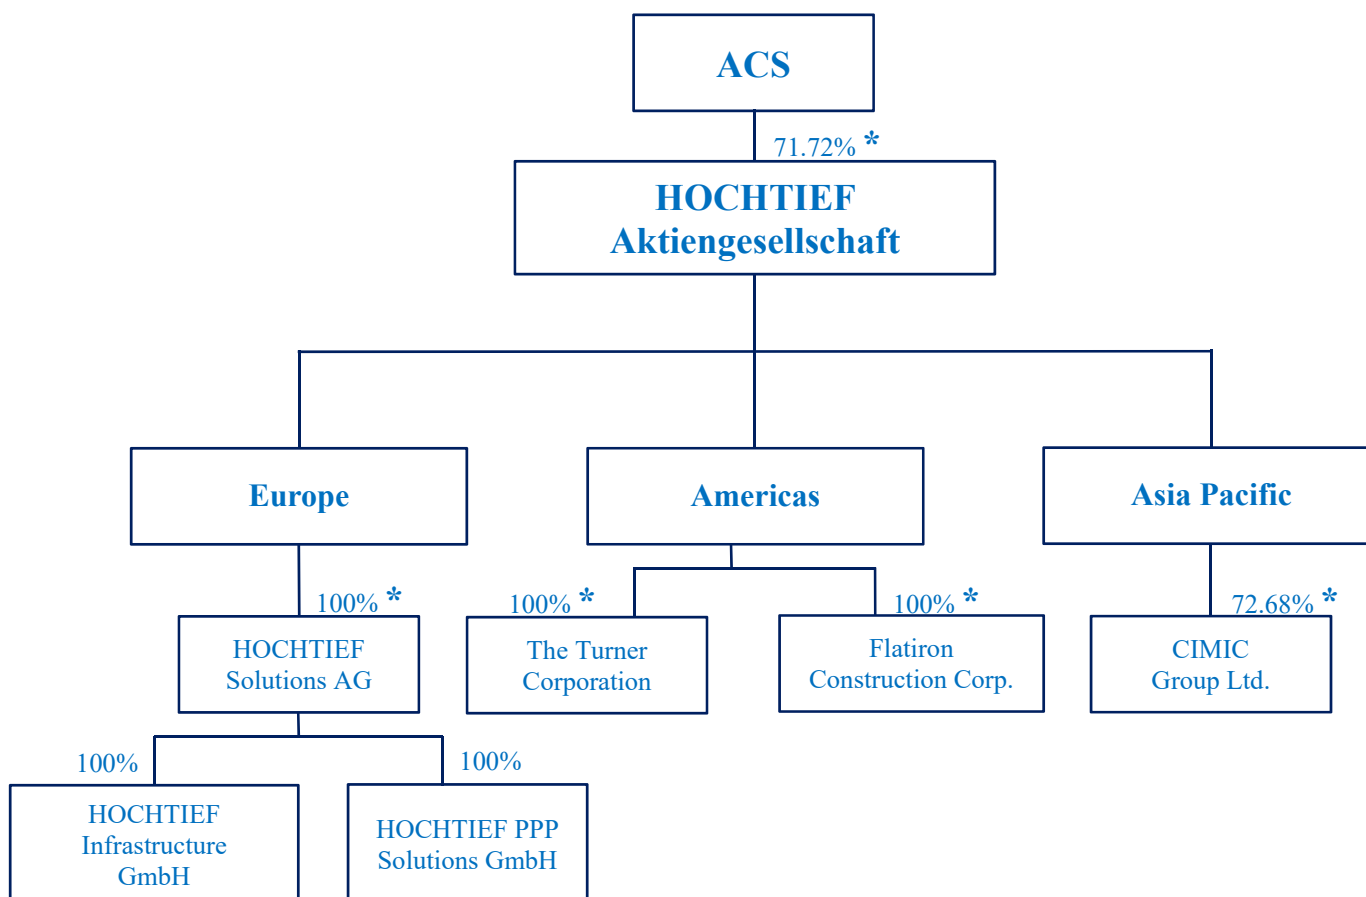 ACS
71.72% *
HOCHTIEF
Aktiengesellschaft
Europe
Americas
Asia Pacific
100% *
100% *
100% *
72.68% *
HOCHTIEF
Solutions AG
The Turner
Corporation
Flatiron
Construction Corp.
CIMIC
Group Ltd.
100%
100%
HOCHTIEF
Infrastructure
GmbH
HOCHTIEF PPP
Solutions GmbH